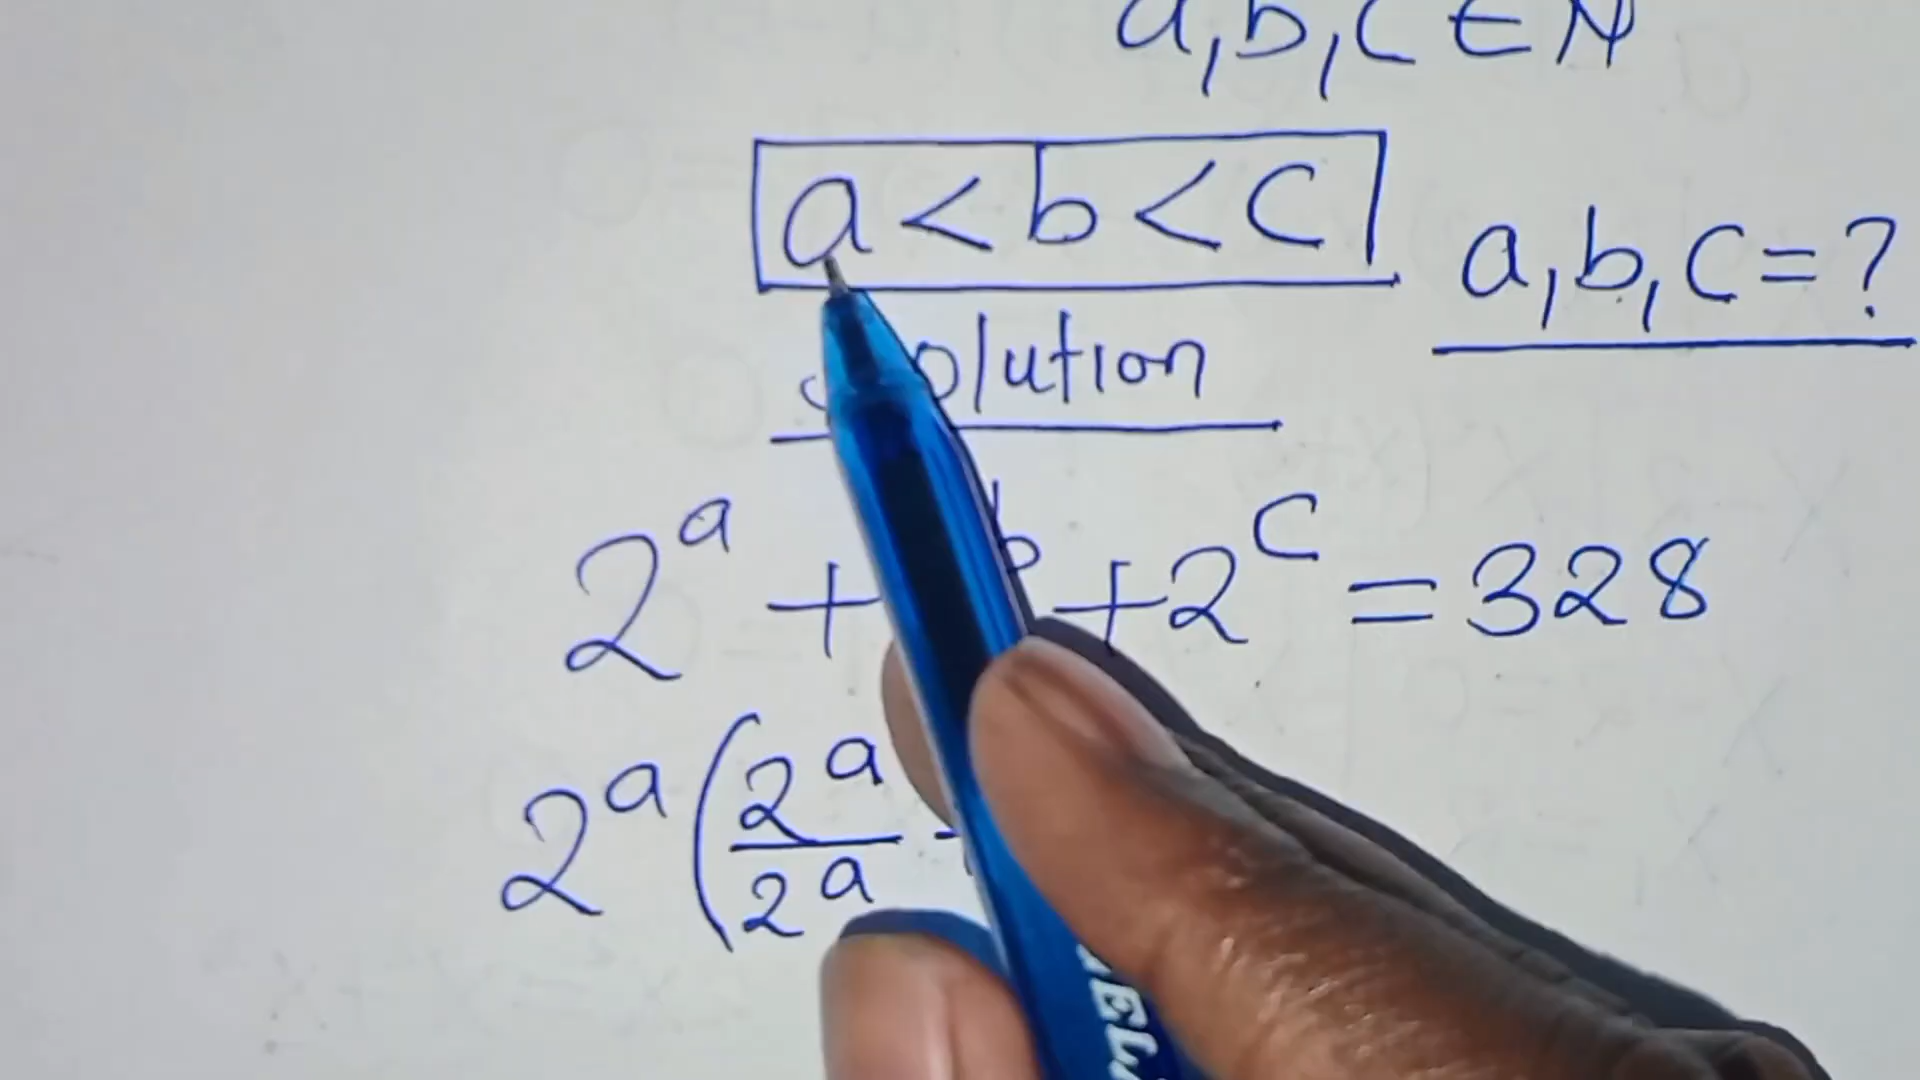 a,b,c ∈ N
a < b < c
a,b,c = ?
olution
2^a + b + 2^c = 328
2^a ( 2^a / 2^a